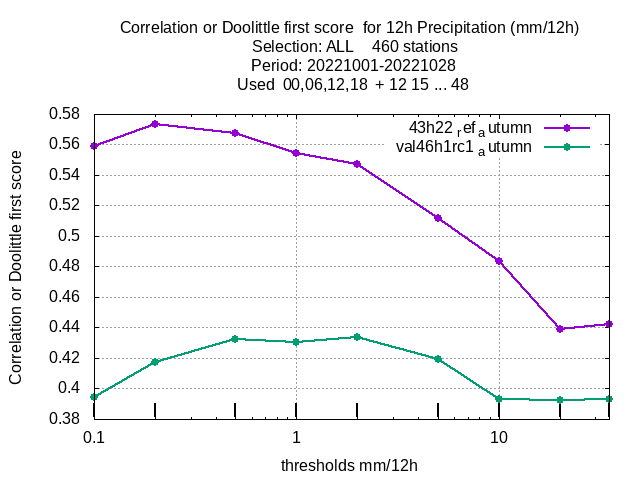 Correlation or Doolittle first score  for 12h Precipitation (mm/12h)
Selection: ALL    460 stations
Period: 20221001-20221028
Used  00,06,12,18  + 12 15 ... 48
43h22 ref autumn
val46h1rc1 autumn
Correlation or Doolittle first score
0.58
0.56
0.54
0.52
0.5
0.48
0.46
0.44
0.42
0.4
0.38
0.1 1 10
thresholds mm/12h